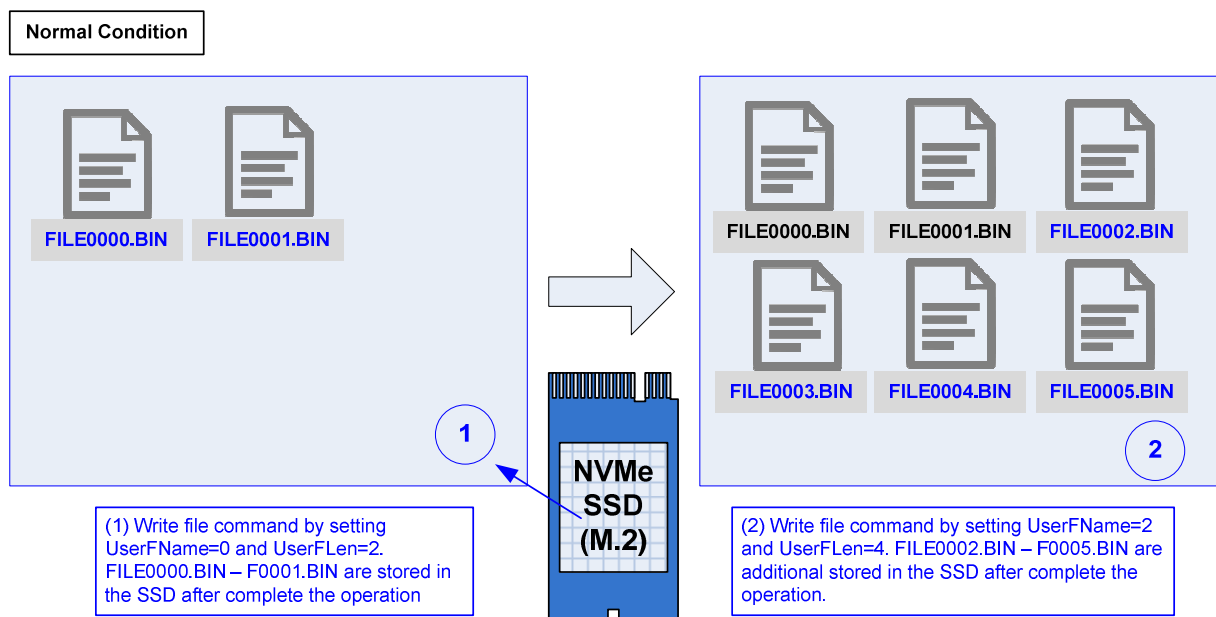 Normal Condition
FILE0000.BIN
FILE0001.BIN
1
(1) Write file command by setting
UserFName=0 and UserFLen=2.
FILE0000.BIN – F0001.BIN are stored in
the SSD after complete the operation
NVMe
SSD
(M.2)
FILE0000.BIN
FILE0001.BIN
FILE0002.BIN
FILE0003.BIN
FILE0004.BIN
FILE0005.BIN
2
(2) Write file command by setting UserFName=2
and UserFLen=4. FILE0002.BIN – F0005.BIN are
additional stored in the SSD after complete the
operation.